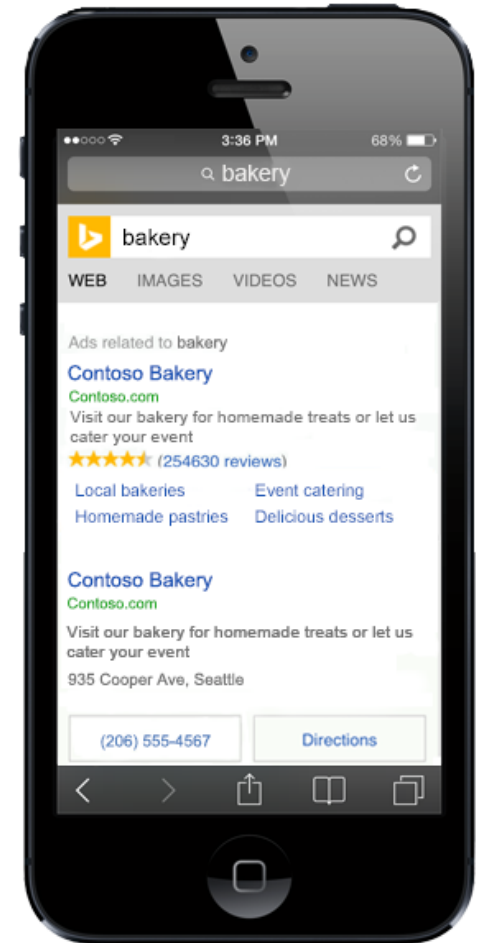 3:36 PM
68%
bakery
bakery
WEB IMAGES VIDEOS NEWS
Ads related to bakery
Contoso Bakery
Contoso.com
Visit our bakery for homemade treats or let us
cater your event
(254630 reviews)
Local bakeries Event catering
Homemade pastries Delicious desserts
Contoso Bakery
Contoso.com
Visit our bakery for homemade treats or let us
cater your event
935 Cooper Ave, Seattle
(206) 555-4567 Directions